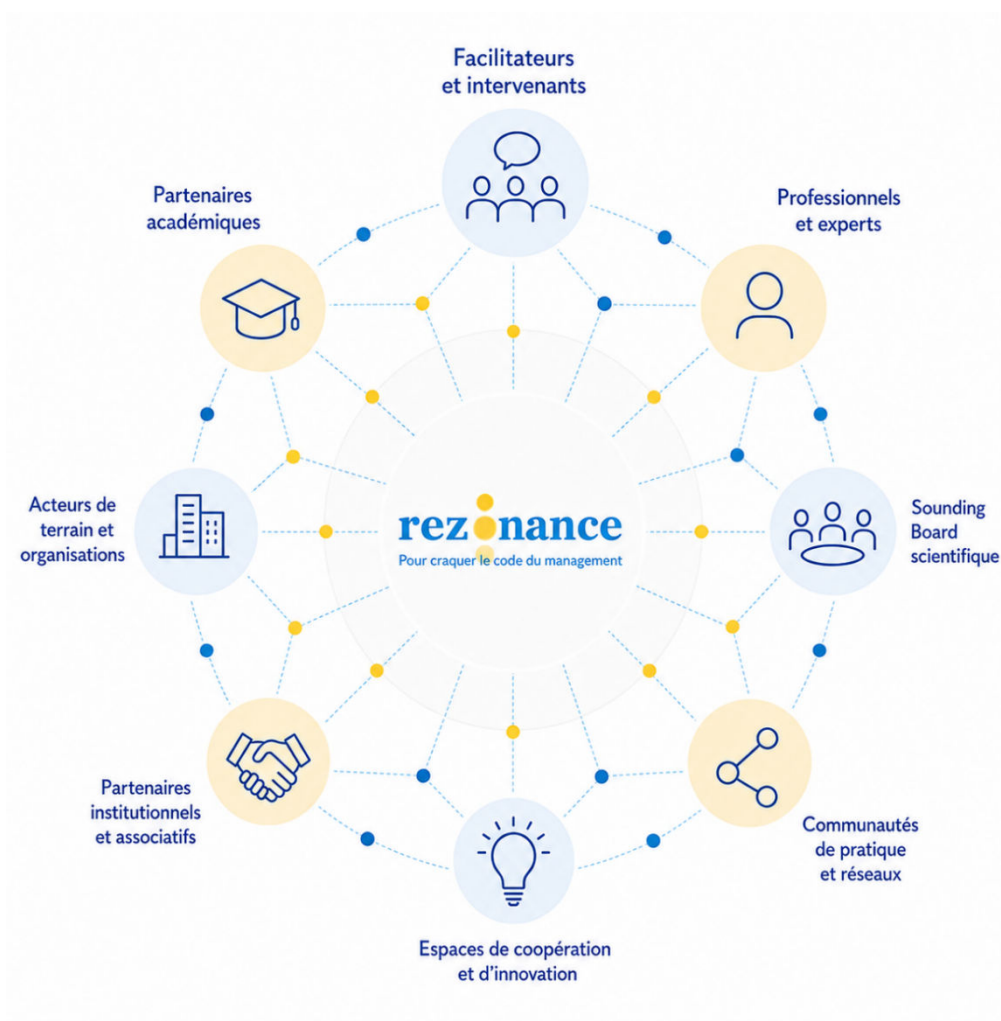 Facilitateurs
et intervenants
Partenaires
académiques
Professionnels
et experts
Acteurs de
terrain et
organisations
rezonance
Pour craquer le code du management
Sounding
Board
scientifique
Partenaires
institutionnels
et associatifs
Communautés
de pratique
et réseaux
Espaces de coopération
et d'innovation